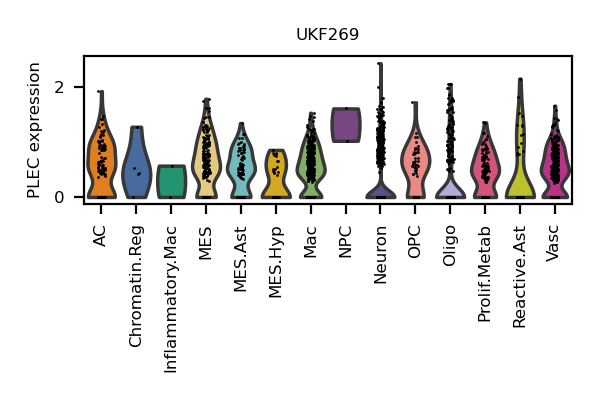 UKF269
PLEC expression
2
0
AC
Chromatin.Reg
Inflammatory.Mac
MES
MES.Ast
MES.Hyp
Mac
NPC
Neuron
OPC
Oligo
Prolif.Metab
Reactive.Ast
Vasc